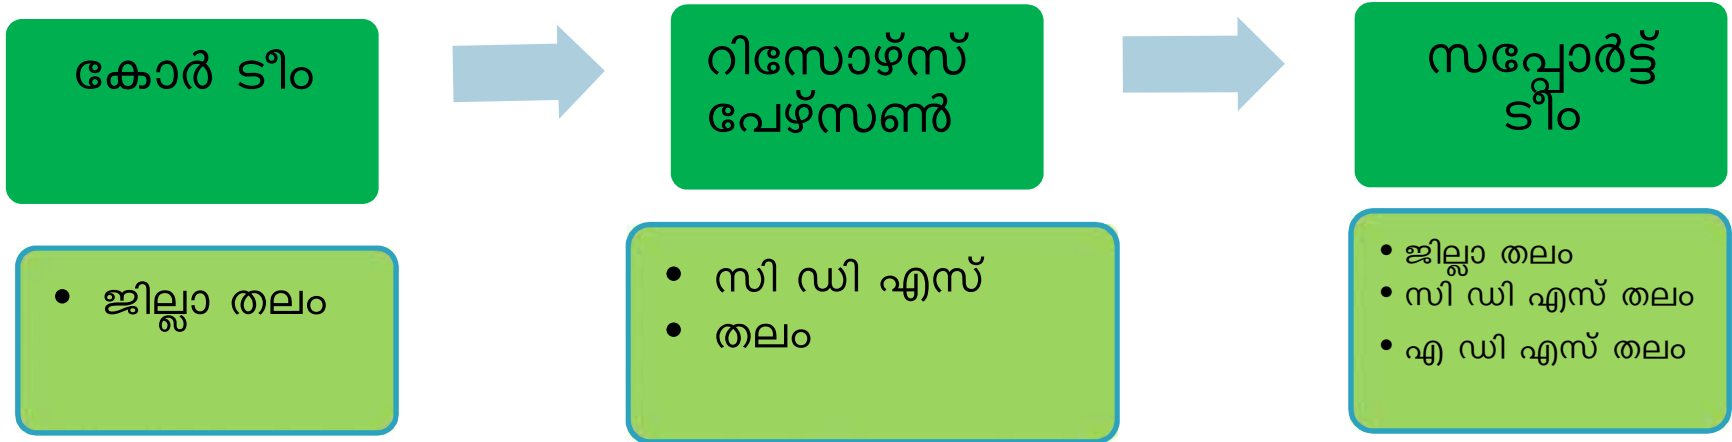 കോർ ടീം
റിസോഴ്സ്
പേഴ്സൺ
സപ്പോർട്ട്
ടീം
• ജില്ലാ തലം
• സി ഡി എസ്
• തലം
• ജില്ലാ തലം
• സി ഡി എസ് തലം
• എ ഡി എസ് തലം